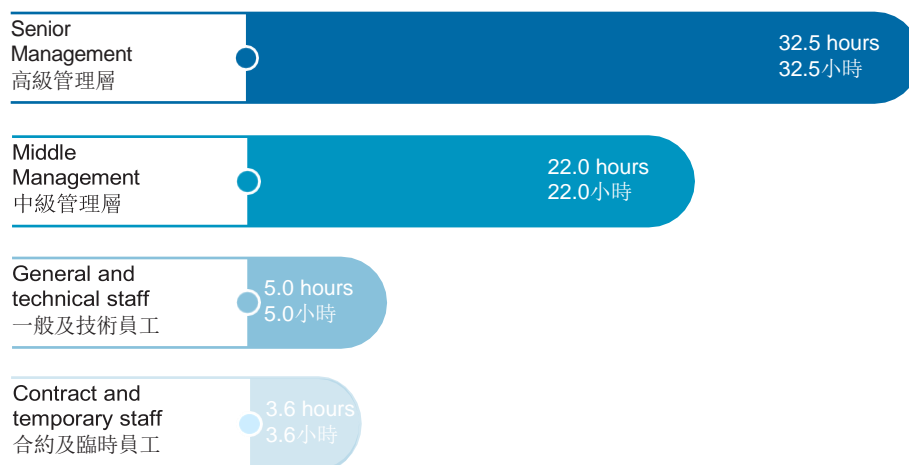 Senior
Management
高級管理層
32.5 hours
32.5小時
Middle
Management
中級管理層
22.0 hours
22.0小時
General and
technical staff
一般及技術員工
5.0 hours
5.0小時
Contract and
temporary staff
合約及臨時員工
3.6 hours
3.6小時